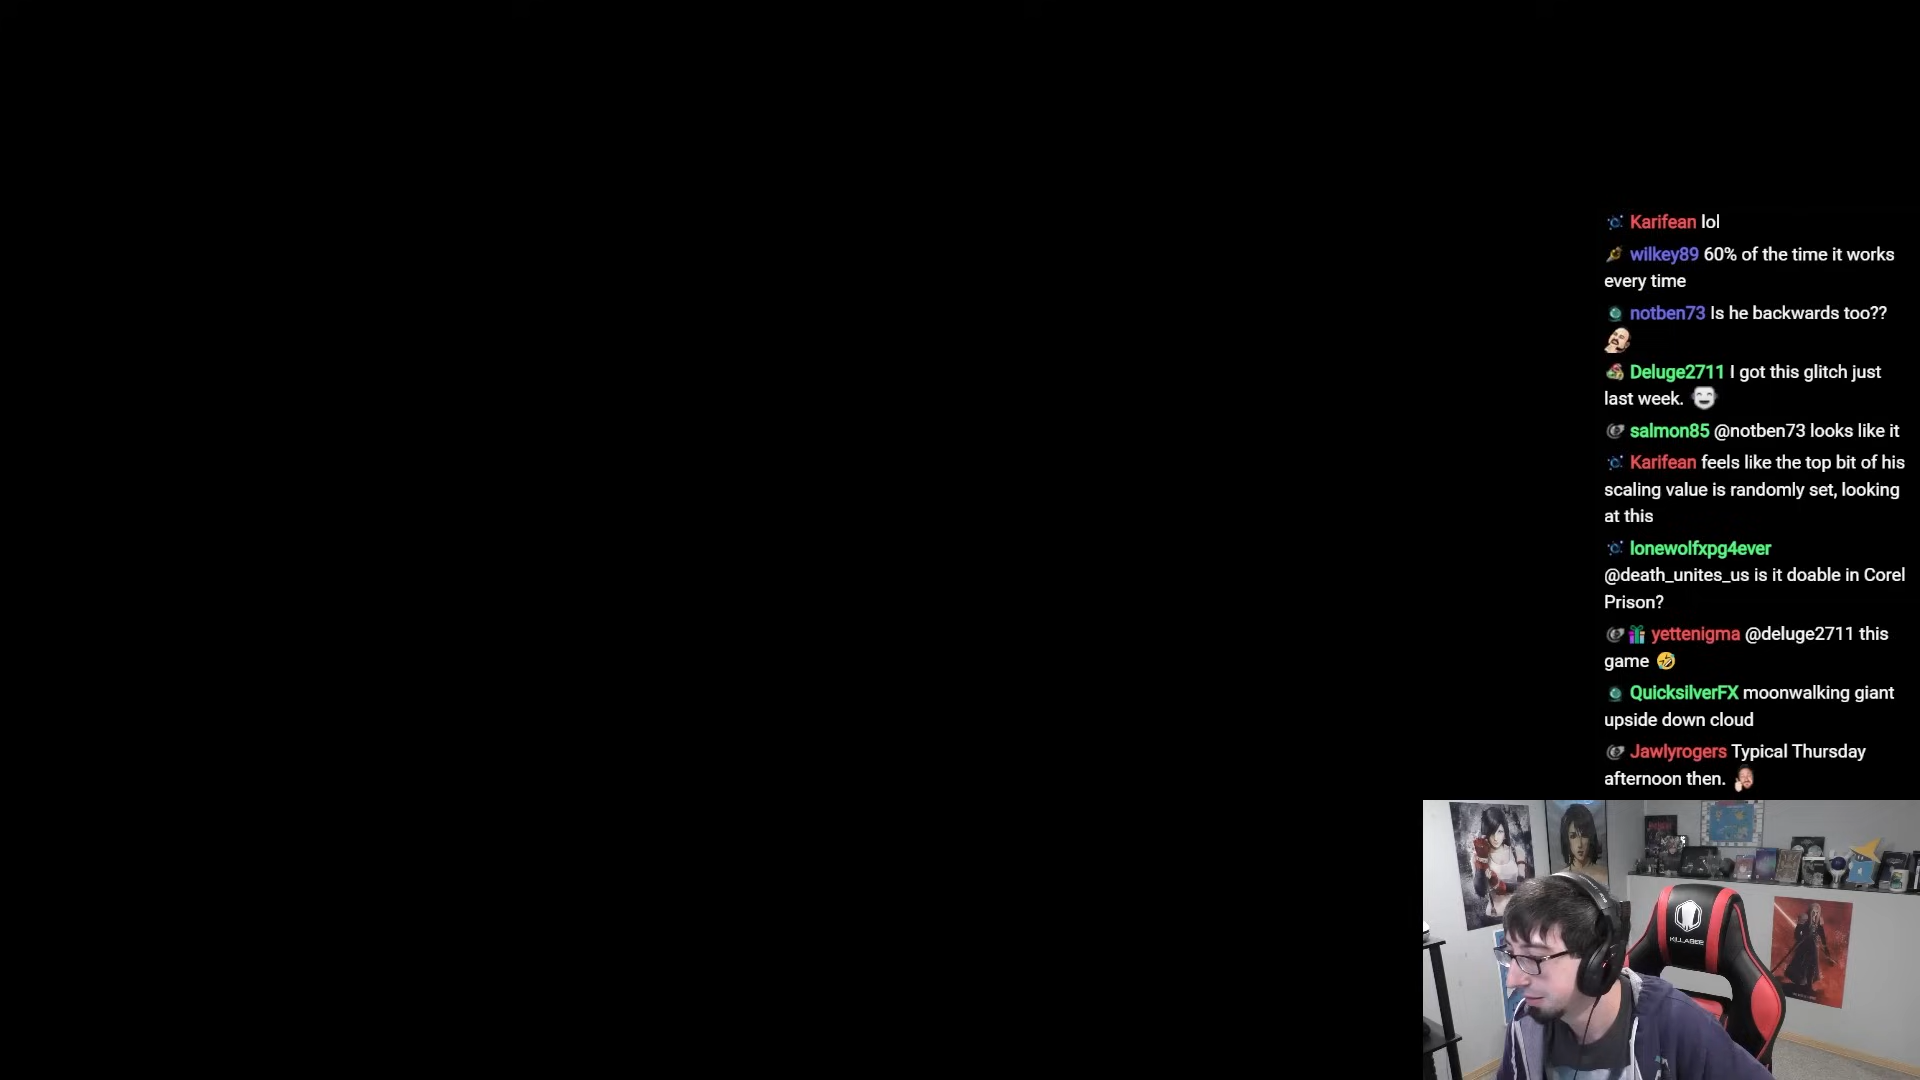 Karifean lol
wilkey89 60% of the time it works
every time
notben73 Is he backwards too??
Deluge2711 I got this glitch just
last week.
salmon85 @notben73 looks like it
Karifean feels like the top bit of his
scaling value is randomly set, looking
at this
lonewolfxpg4ever
@death_unites_us is it doable in Corel
Prison?
yettenigma @deluge2711 this
game 🤣
QuicksilverFX moonwalking giant
upside down cloud
Jawlyrogers Typical Thursday
afternoon then.
KILLABEE